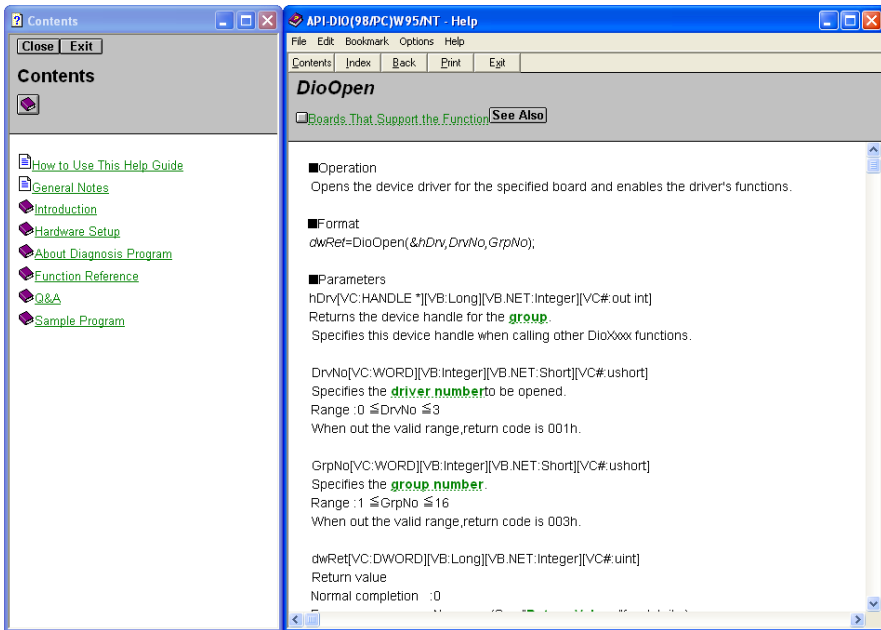 Contents
Close Exit
Contents
How to Use This Help Guide
General Notes
Introduction
Hardware Setup
About Diagnosis Program
Function Reference
Q&A
Sample Program
API-DIO(98/PC)W95/NT - Help
File Edit Bookmark Options Help
Contents Index Back Print Exit
DioOpen
Boards That Support the Function See Also
■Operation
Opens the device driver for the specified board and enables the driver's functions.
■Format
dwRet=DioOpen(&hDrv,DrvNo,GrpNo);
■Parameters
hDrv[VC:HANDLE *][VB:Long][VB.NET:Integer][VC#:out int]
Returns the device handle for the group.
Specifies this device handle when calling other DioXxxx functions.
DrvNo[VC:WORD][VB:Integer][VB.NET:Short][VC#:ushort]
Specifies the driver numberto be opened.
Range :0 ≦DrvNo ≦3
When out the valid range,return code is 001h.
GrpNo[VC:WORD][VB:Integer][VB.NET:Short][VC#:ushort]
Specifies the group number.
Range :1 ≦GrpNo ≦16
When out the valid range,return code is 003h.
dwRet[VC:DWORD][VB:Long][VB.NET:Integer][VC#:uint]
Return value
Normal completion :0